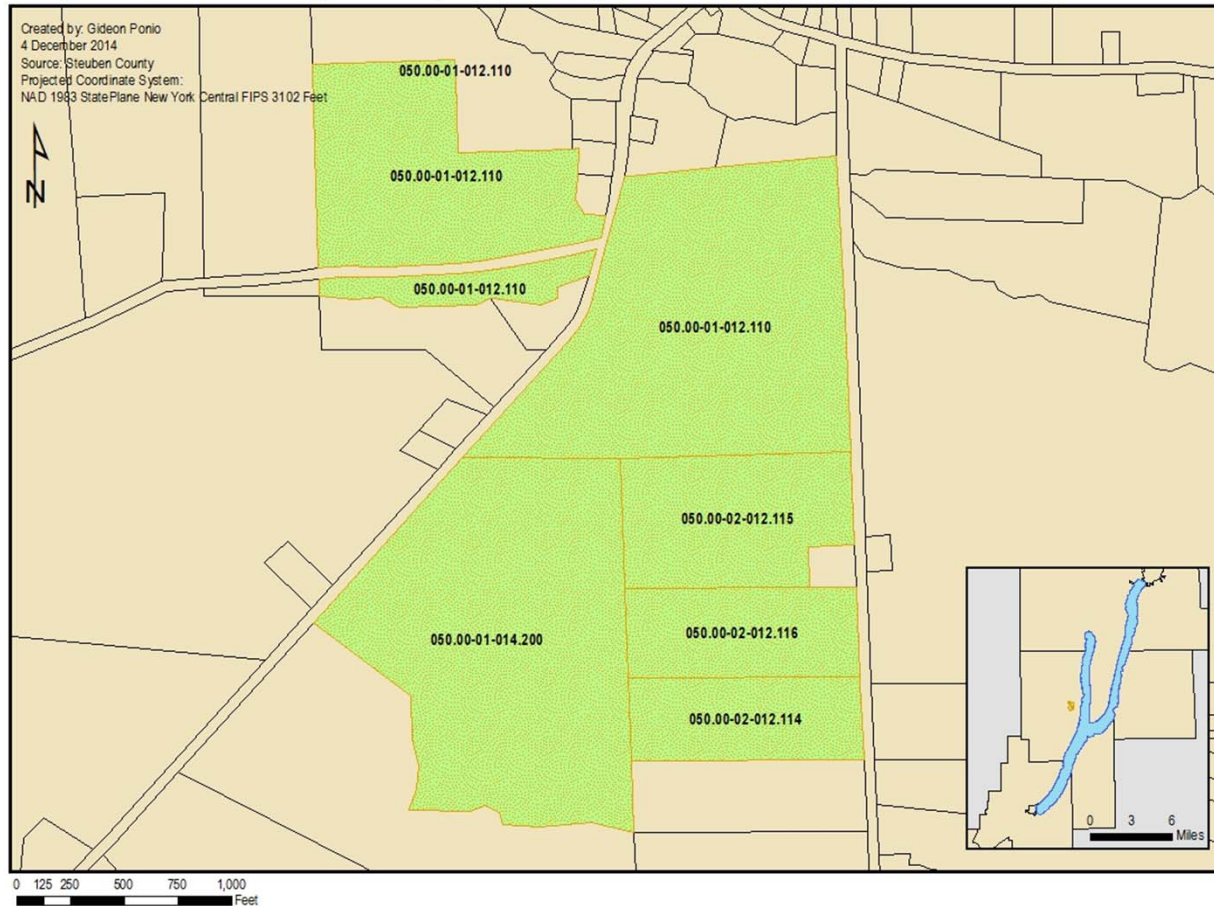 Created by: Gideon Ponio
4 December 2014
Source: Steuben County
Projected Coordinate System:
NAD 1983 StatePlane New York Central FIPS 3102 Feet
N
050.00-01-012.110
050.00-01-012.110
050.00-01-012.110
050.00-01-012.110
050.00-02-012.115
050.00-01-014.200
050.00-02-012.116
050.00-02-012.114
0 3 6
Miles
0 125 250 500 750 1,000
Feet